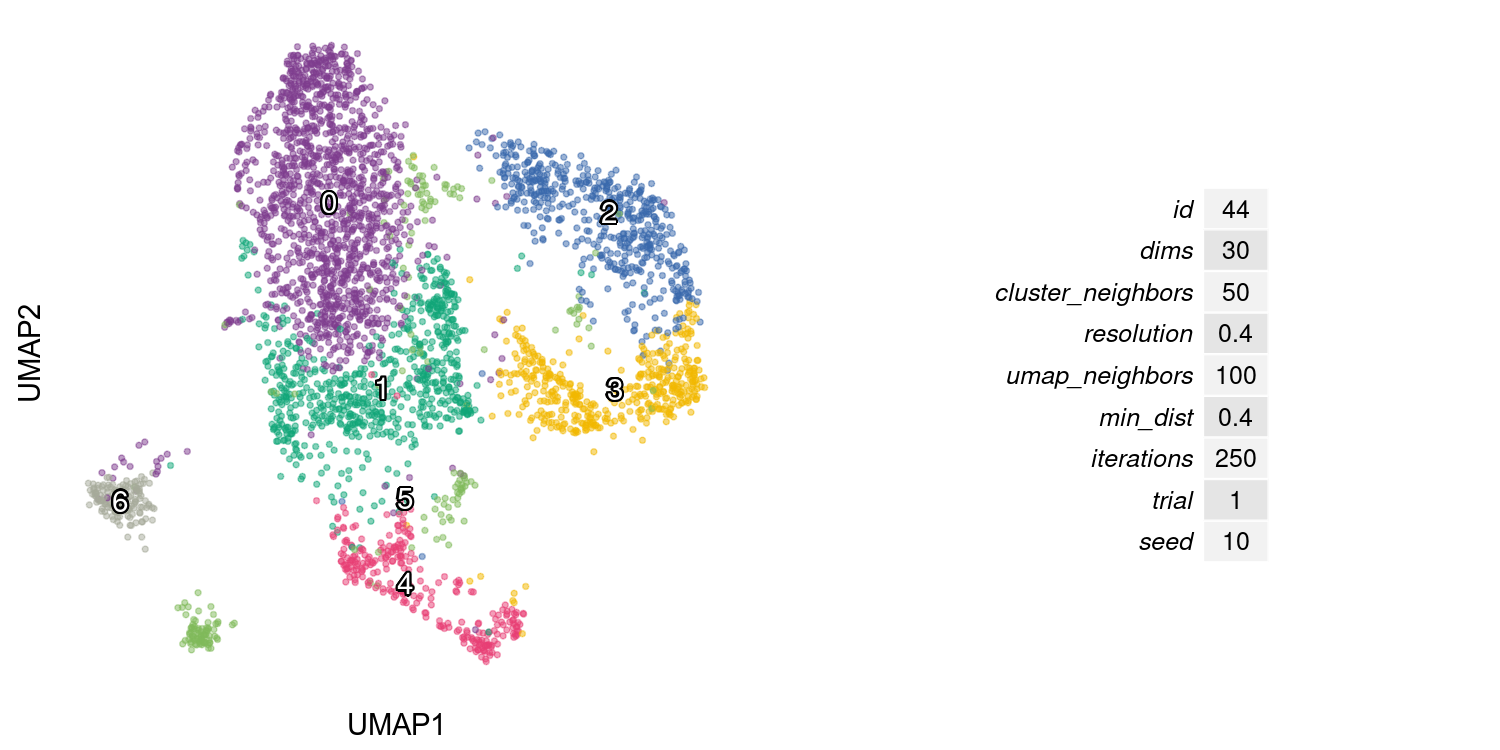 UMAP2
0
2
1
3
5
6
4
UMAP1
id 44
dims 30
cluster_neighbors 50
resolution 0.4
umap_neighbors 100
min_dist 0.4
iterations 250
trial 1
seed 10